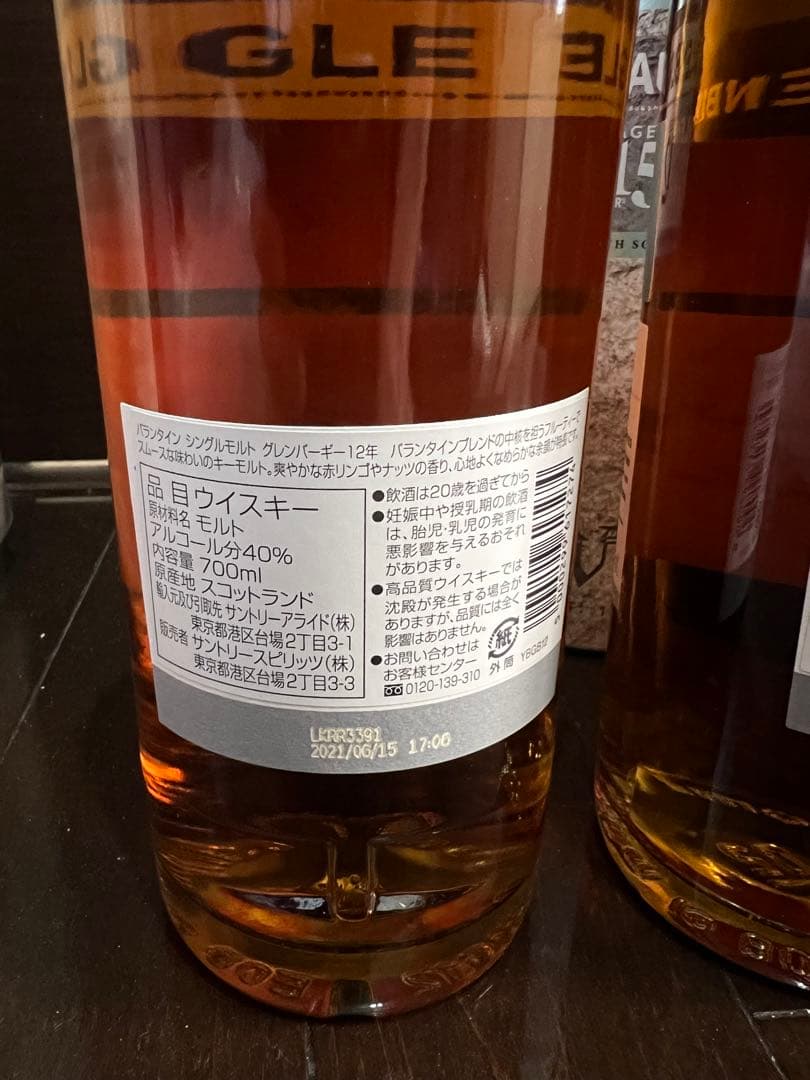 GLE
バランタイン シングルモルト グレンバーギー12年 バランタインブレンドの中核を担うフルーティーで
スムースな味わいのキーモルト。爽やかな赤リンゴやナッツの香り、心地よくなめらかな余韻が特長です。
品 目 ウイスキー
原材料名 モルト
アルコール分40%
内容量 700ml
原産地 スコットランド
輸入元及び引取先 サントリーアライド(株)
東京都港区台場2丁目3-1
販売者 サントリースピリッツ(株)
東京都港区台場2丁目3-3
●飲酒は20歳を過ぎてから
●妊娠中や授乳期の飲酒
は、胎児・乳児の発育に
悪影響を与えるおそれ
があります。
●高品質ウイスキーでは
沈殿が発生する場合が
ありますが、品質には全く
影響はありません。
●お問い合わせは
お客様センター
0120-139-310
紙
外 筒
YBGB12
LKRR3391
2021/06/15 17:06